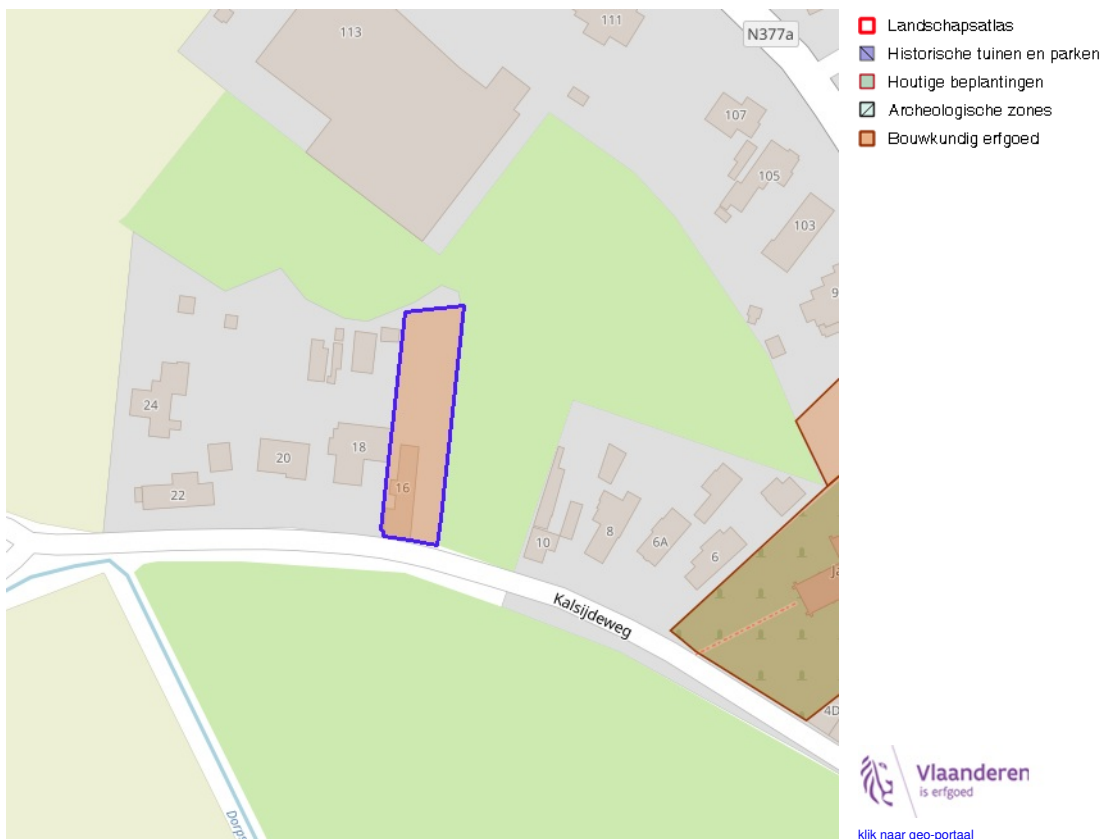 113
111
N377a
107
105
103
24
18
20
16
22
10
8
6A
6
Kalsijdeweg
4D
Landschapsatlas
Historische tuinen en parken
Houtige beplantingen
Archeologische zones
Bouwkundig erfgoed
Vlaanderen
is erfgoed
klik naar geo-portaal